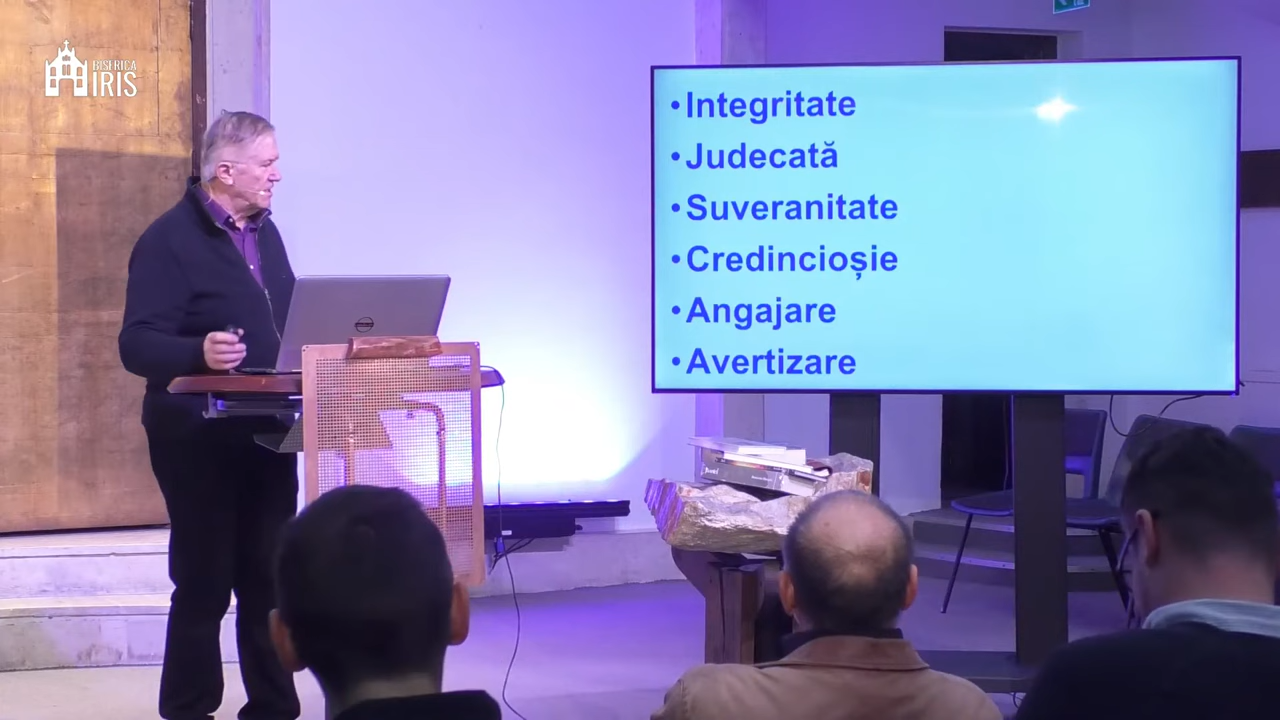 BISERICA
IRIS
•Integritate
•Judecată
•Suveranitate
•Credincioșie
•Angajare
•Avertizare